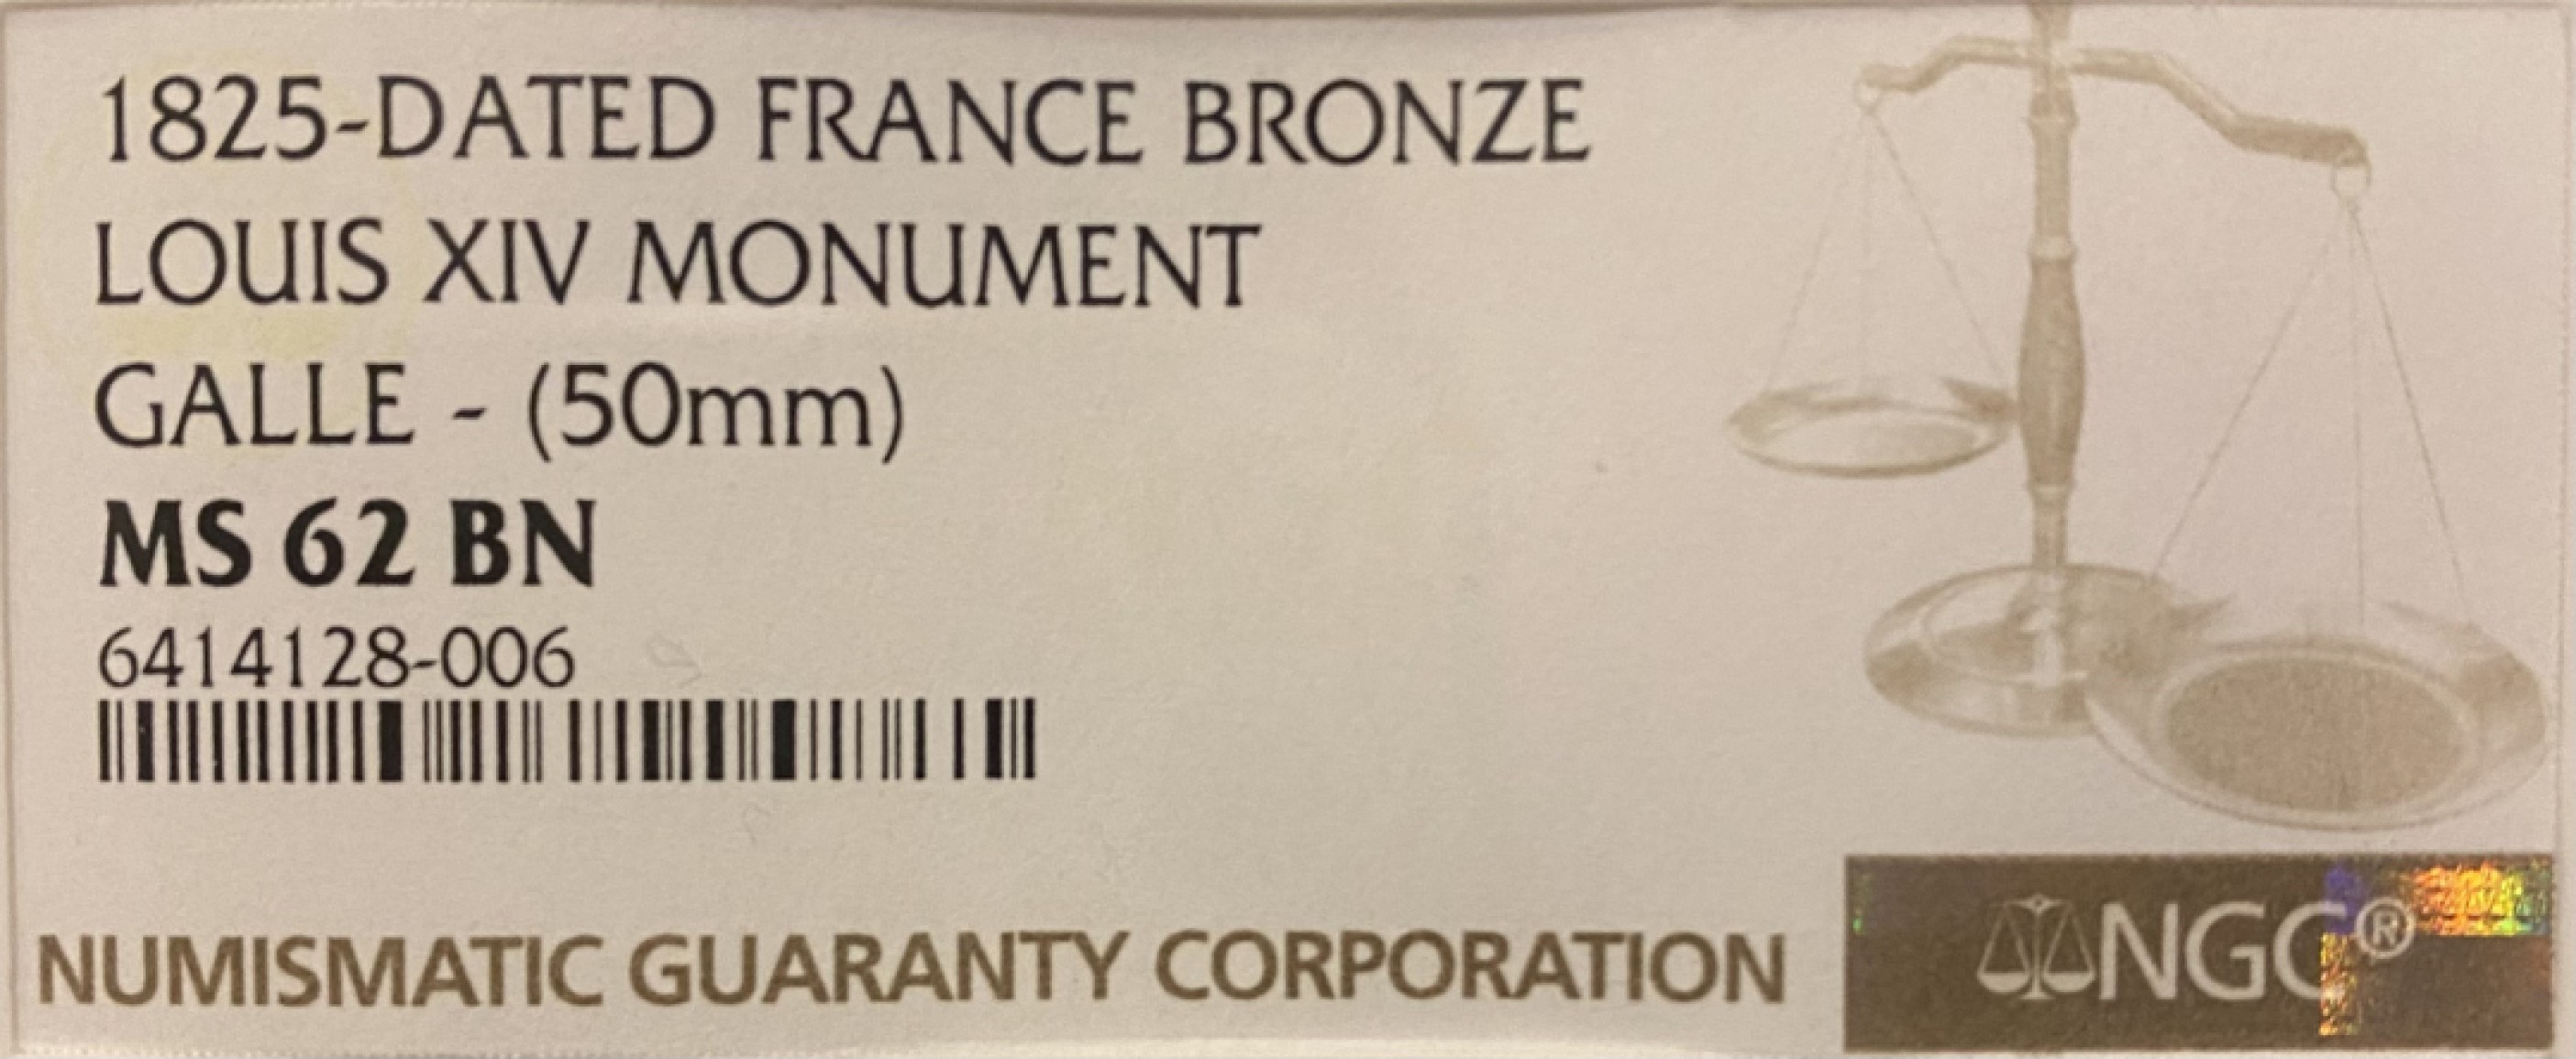 1825-DATED FRANCE BRONZE
LOUIS XIV MONUMENT
GALLE - (50mm)
MS 62 BN
6414128-006
NUMISMATIC GUARANTY CORPORATION
NGC®